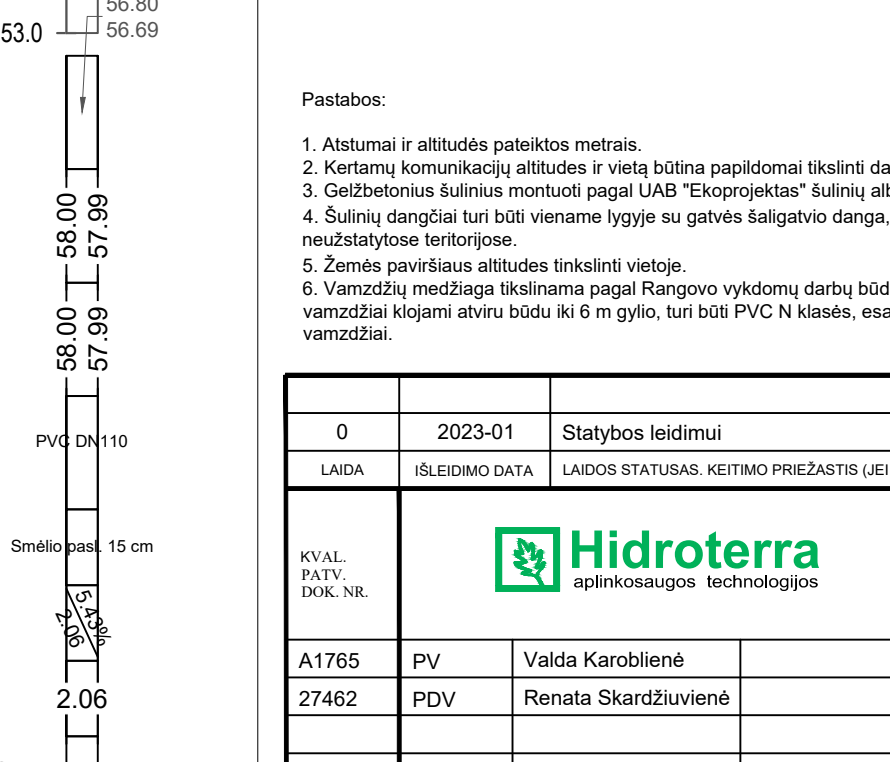 56.80
53.0
56.69
58.00
57.99
58.00
57.99
PVC DN110
Smėlio pasl. 15 cm
5.43%
2.06
2.06
Pastabos:
1. Atstumai ir altitudės pateiktos metrais.
2. Kertamų komunikacijų altitudes ir vietą būtina papildomai tikslinti da
3. Gelžbetonius šulinius montuoti pagal UAB "Ekoprojektas" šulinių alb
4. Šulinių dangčiai turi būti viename lygyje su gatvės šaligatvio danga,
neužstatytose teritorijose.
5. Žemės paviršiaus altitudes tinkslinti vietoje.
6. Vamzdžių medžiaga tikslinama pagal Rangovo vykdomų darbų būd
vamzdžiai klojami atviru būdu iki 6 m gylio, turi būti PVC N klasės, esa
vamzdžiai.
0 2023-01 Statybos leidimui
LAIDA IŠLEIDIMO DATA LAIDOS STATUSAS. KEITIMO PRIEŽASTIS (JEI
KVAL.
PATV.
DOK. NR.
Hidroterra
aplinkosaugos technologijos
A1765 PV Valda Karoblienė
27462 PDV Renata Skardžiuvienė